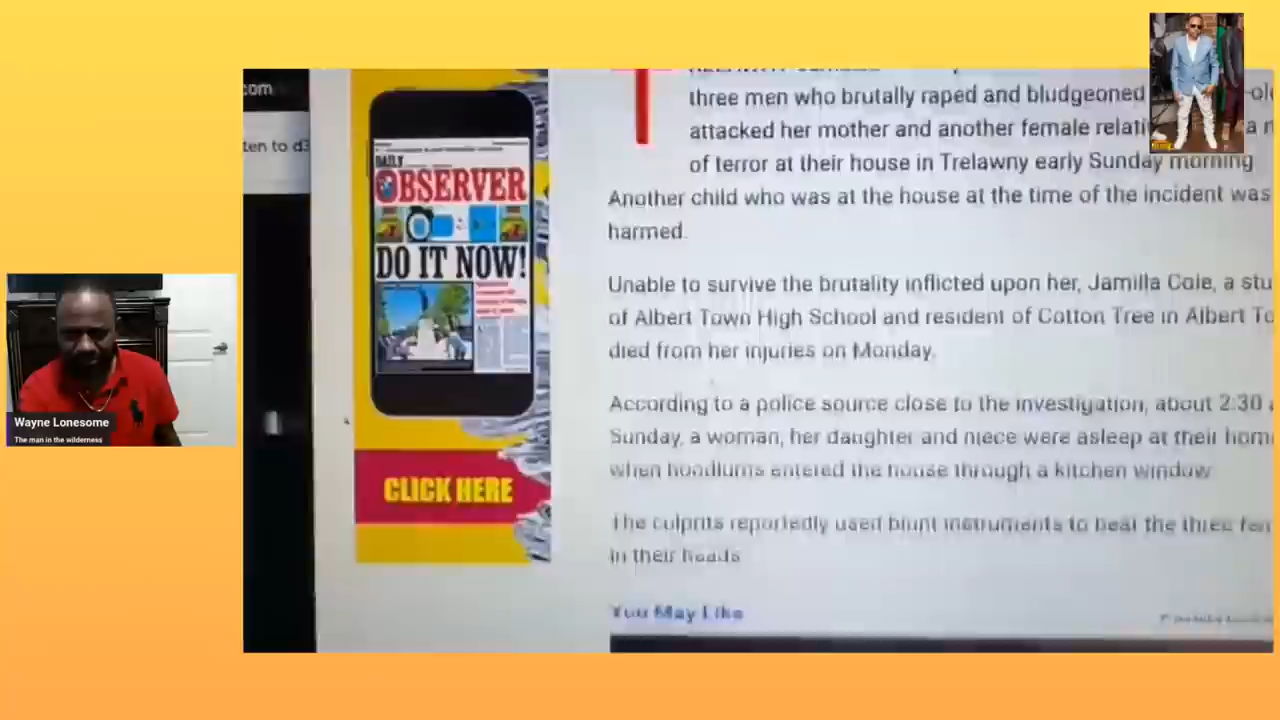 .com
ten to d3
DAILY
OBSERVER
DO IT NOW!
CLICK HERE
three men who brutally raped and bludgeoned
attacked her mother and another female
of terror at their house in Trelawny early Sunday morning
Another child who was at the house at the time of the incident was
harmed.
Unable to survive the brutality inflicted upon her, Jamilla Cole, a
of Albert Town High School and resident of Cotton Tree in Albert
died from her injuries on Monday.
According to a police source close to the investigation, about 2:30
Sunday, a woman, her daughter and niece were asleep at their
when hoodlums entered the house through a kitchen window
The culprits reportedly used blunt instruments to beat the three
in their heads
You May Like
Wayne Lonesome
The man in the wilderness